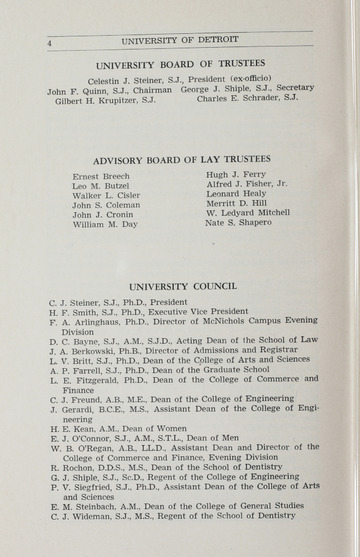 4 UNIVERSITY OF DETROIT
UNIVERSITY BOARD OF TRUSTEES
Celestin J. Steiner, S.J., President (ex-officio)
John F. Quinn, S.J., Chairman George J. Shiple, S.J., Secretary
Gilbert H. Krupitzer, S.J. Charles E. Schrader, S.J.
ADVISORY BOARD OF LAY TRUSTEES
Ernest Breech
Leo M. Butzel
Walker L. Cisler
John S. Coleman
John J. Cronin
William M. Day
Hugh J. Ferry
Alfred J. Fisher, Jr.
Leonard Healy
Merritt D. Hill
W. Ledyard Mitchell
Nate S. Shapero
UNIVERSITY COUNCIL
C. J. Steiner, S.J., Ph.D., President
H. F. Smith, S.J., Ph.D., Executive Vice President
F. A. Arlinghaus, Ph.D., Director of McNichols Campus Evening
Division
D. C. Bayne, S.J., A.M., S.J.D., Acting Dean of the School of Law
J. A. Berkowski, Ph.B., Director of Admissions and Registrar
L. V. Britt, S.J., Ph.D., Dean of the College of Arts and Sciences
A. P. Farrell, S.J., Ph.D., Dean of the Graduate School
L. E. Fitzgerald, Ph.D., Dean of the College of Commerce and
Finance
C. J. Freund, A.B., M.E., Dean of the College of Engineering
J. Gerardi, B.C.E., M.S., Assistant Dean of the College of Engi-
neering
H. E. Kean, A.M., Dean of Women
E. J. O'Connor, S.J., A.M., S.T.L., Dean of Men
W. B. O'Regan, A.B., LL.D., Assistant Dean and Director of the
College of Commerce and Finance, Evening Division
R. Rochon, D.D.S., M.S., Dean of the School of Dentistry
G. J. Shiple, S.J., Sc.D., Regent of the College of Engineering
P. V. Siegfried, S.J., Ph.D., Assistant Dean of the College of Arts
and Sciences
E. M. Steinbach, A.M., Dean of the College of General Studies
C. J. Wideman, S.J., M.S., Regent of the School of Dentistry